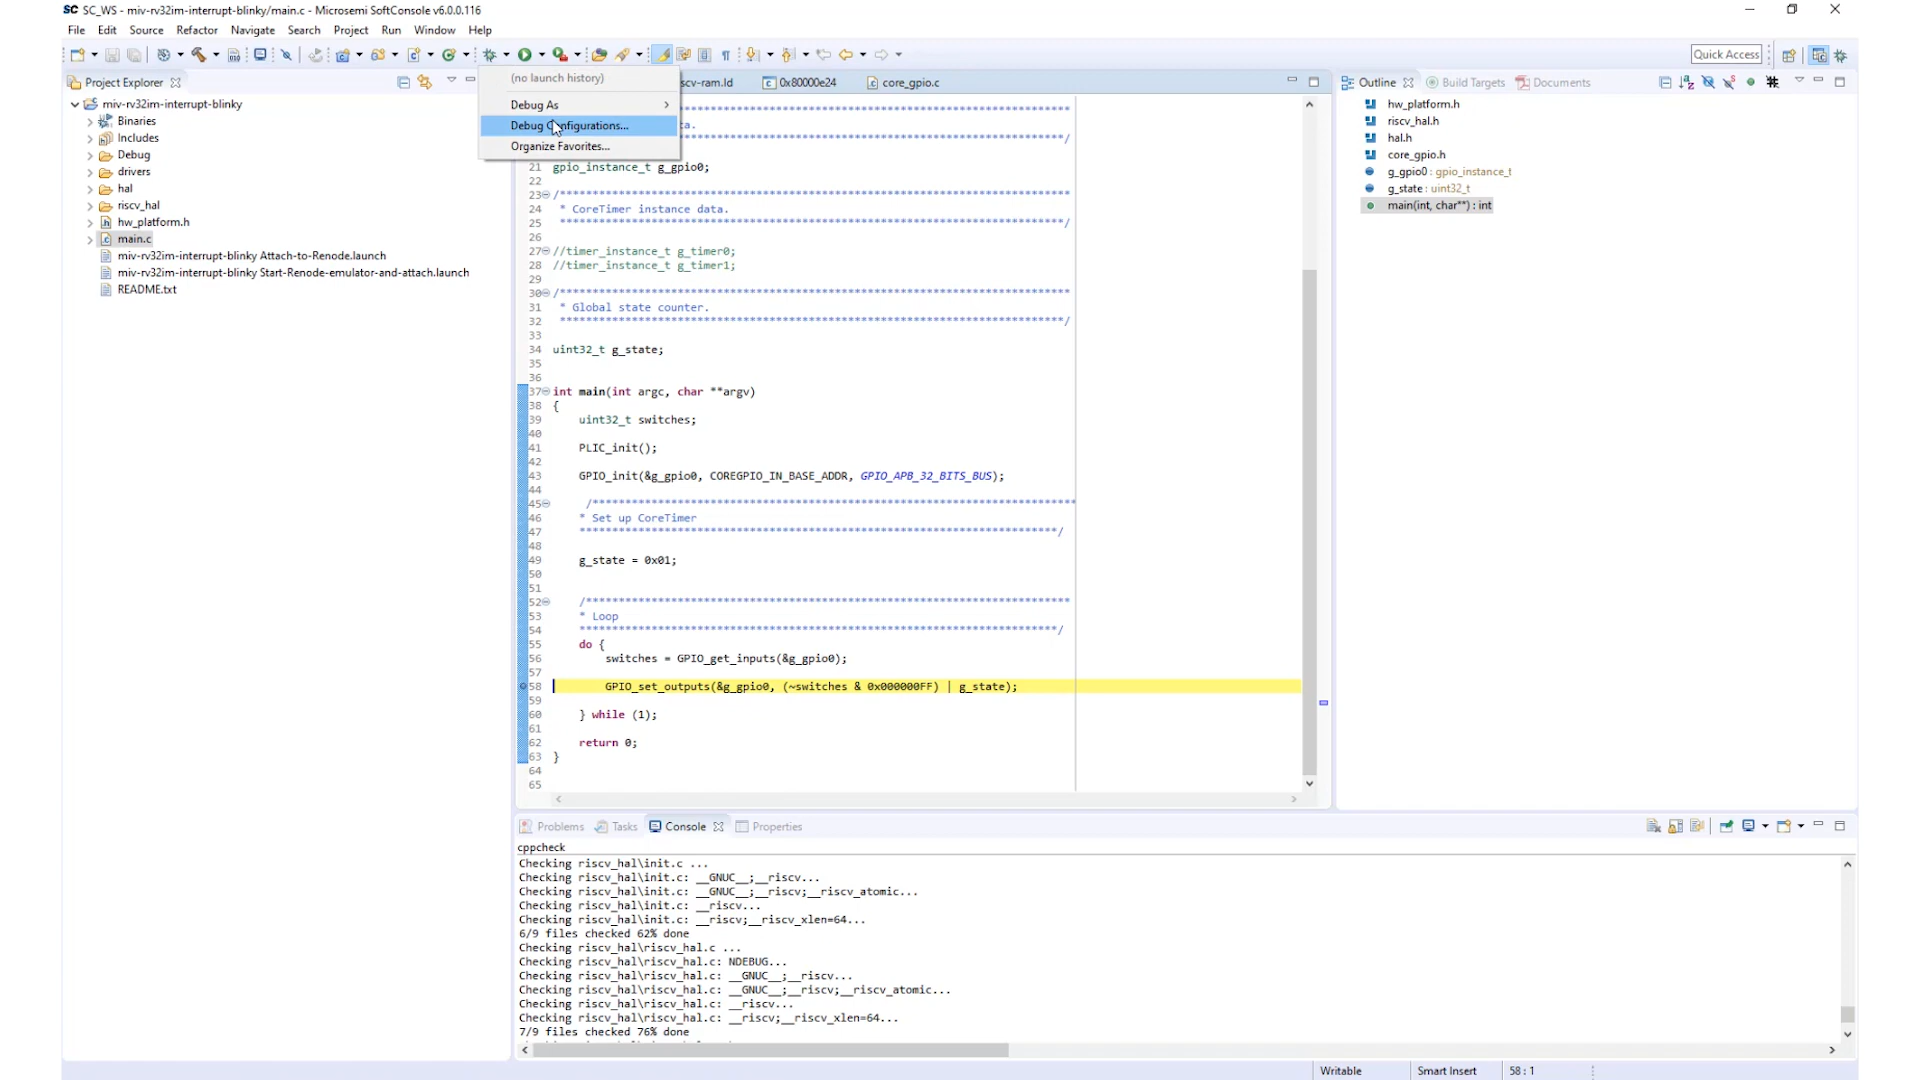 SC_WS - miv-rv32im-interrupt-blinky/main.c - Microsemi SoftConsole v6.0.0.116
File Edit Source Refactor Navigate Search Project Run Window Help
Quick Access
Project Explorer
miv-rv32im-interrupt-blinky
Binaries
Includes
Debug
drivers
hal
riscv_hal
hw_platform.h
main.c
miv-rv32im-interrupt-blinky Attach-to-Renode.launch
miv-rv32im-interrupt-blinky Start-Renode-emulator-and-attach.launch
README.txt
(no launch history)
Debug As
Debug Configurations...
Organize Favorites...
scv-ram.ld 0x80000e24 core_gpio.c
*******************************************
ta.
*******************************************/
21 gpio_instance_t g_gpio0;
22
23 /******************************************************************************
24 * CoreTimer instance data.
25 *****************************************************************************/
26
27 //timer_instance_t g_timer0;
28 //timer_instance_t g_timer1;
29
30 /******************************************************************************
31 * Global state counter.
32 *****************************************************************************/
33
34 uint32_t g_state;
35
36
37 int main(int argc, char **argv)
38 {
39 uint32_t switches;
40
41 PLIC_init();
42
43 GPIO_init(&g_gpio0, COREGPIO_IN_BASE_ADDR, GPIO_APB_32_BITS_BUS);
44
45 /**************************************************************************
46 * Set up CoreTimer
47 *************************************************************************/
48
49 g_state = 0x01;
50
51
52 /**************************************************************************
53 * Loop
54 *************************************************************************/
55 do {
56 switches = GPIO_get_inputs(&g_gpio0);
57
58 GPIO_set_outputs(&g_gpio0, (~switches & 0x000000FF) | g_state);
59
60 } while (1);
61
62 return 0;
63 }
64
65
Outline Build Targets Documents
hw_platform.h
riscv_hal.h
hal.h
core_gpio.h
g_gpio0 : gpio_instance_t
g_state : uint32_t
main(int, char**) : int
Problems Tasks Console Properties
cppcheck
Checking riscv_hal\init.c ...
Checking riscv_hal\init.c: __GNUC__;__riscv...
Checking riscv_hal\init.c: __GNUC__;__riscv;__riscv_atomic...
Checking riscv_hal\init.c: __riscv...
Checking riscv_hal\init.c: __riscv;__riscv_xlen=64...
6/9 files checked 62% done
Checking riscv_hal\riscv_hal.c ...
Checking riscv_hal\riscv_hal.c: NDEBUG...
Checking riscv_hal\riscv_hal.c: __GNUC__;__riscv...
Checking riscv_hal\riscv_hal.c: __GNUC__;__riscv;__riscv_atomic...
Checking riscv_hal\riscv_hal.c: __riscv...
Checking riscv_hal\riscv_hal.c: __riscv;__riscv_xlen=64...
7/9 files checked 76% done
Writable Smart Insert 58 : 1